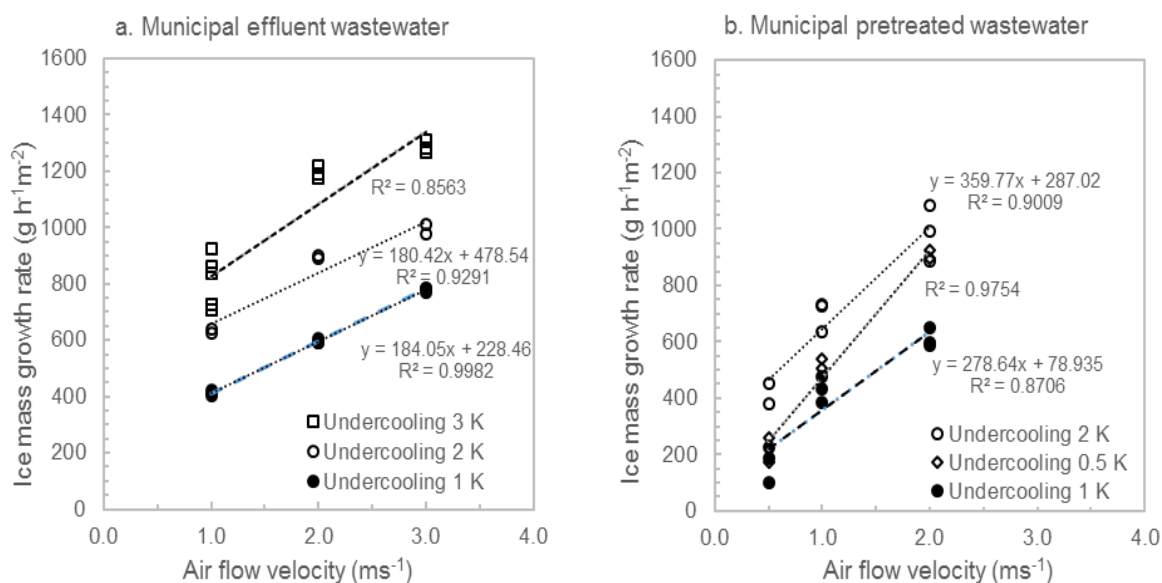 a. Municipal effluent wastewater
Ice mass growth rate (g h-1m-2)
1600
1400
1200
1000
800
600
400
200
0
R² = 0.8563
y = 180.42x + 478.54
R² = 0.9291
y = 184.05x + 228.46
R² = 0.9982
Undercooling 3 K
Undercooling 2 K
Undercooling 1 K
0.0 1.0 2.0 3.0 4.0
Air flow velocity (ms-1)
b. Municipal pretreated wastewater
Ice mass growth rate (g h-1m-2)
1600
1400
1200
1000
800
600
400
200
0
y = 359.77x + 287.02
R² = 0.9009
R² = 0.9754
y = 278.64x + 78.935
R² = 0.8706
Undercooling 2 K
Undercooling 0.5 K
Undercooling 1 K
0.0 1.0 2.0 3.0 4.0
Air flow velocity (ms-1)